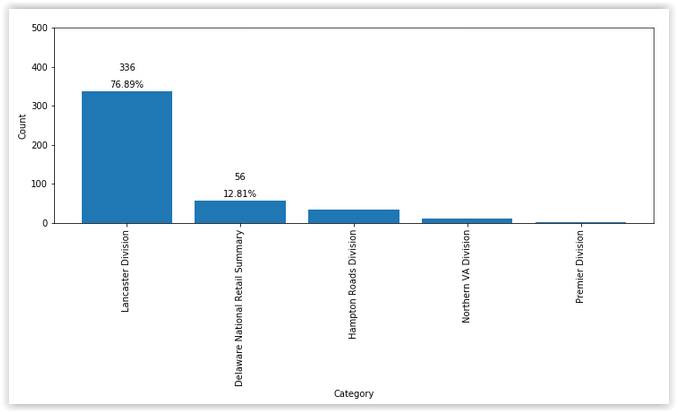 500
400
300
200
100
0
Count
336
76.89%
56
12.81%
Lancaster Division
Delaware National Retail Summary
Hampton Roads Division
Northern VA Division
Premier Division
Category